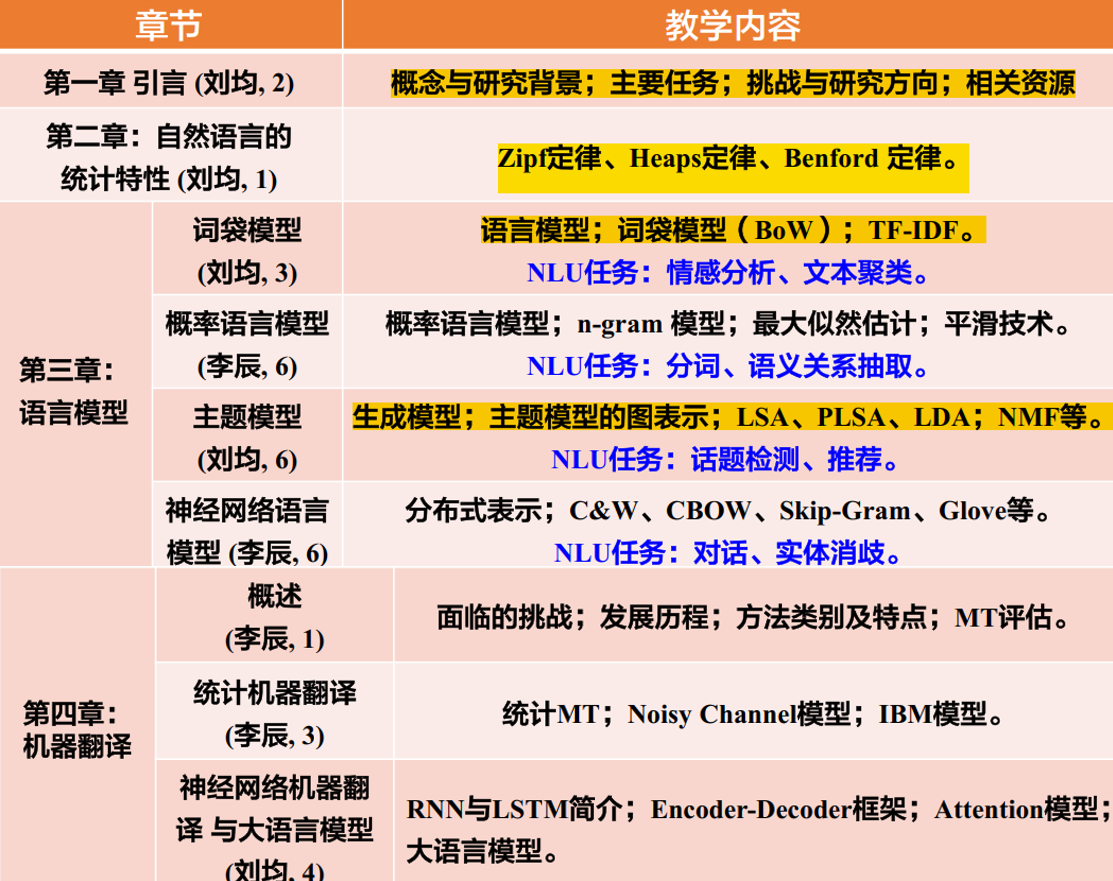 章节
教学内容
第一章 引言 (刘均, 2)
概念与研究背景；主要任务；挑战与研究方向；相关资源
第二章：自然语言的
统计特性 (刘均, 1)
Zipf定律、Heaps定律、Benford 定律。
第三章：
语言模型
词袋模型
(刘均, 3)
语言模型；词袋模型（BoW）；TF-IDF。
NLU任务：情感分析、文本聚类。
概率语言模型
(李辰, 6)
概率语言模型；n-gram 模型；最大似然估计；平滑技术。
NLU任务：分词、语义关系抽取。
主题模型
(刘均, 6)
生成模型；主题模型的图表示；LSA、PLSA、LDA；NMF等。
NLU任务：话题检测、推荐。
神经网络语言
模型 (李辰, 6)
分布式表示；C&W、CBOW、Skip-Gram、Glove等。
NLU任务：对话、实体消歧。
第四章：
机器翻译
概述
(李辰, 1)
面临的挑战；发展历程；方法类别及特点；MT评估。
统计机器翻译
(李辰, 3)
统计MT；Noisy Channel模型；IBM模型。
神经网络机器翻
译 与大语言模型
(刘均, 4)
RNN与LSTM简介；Encoder-Decoder框架；Attention模型；
大语言模型。